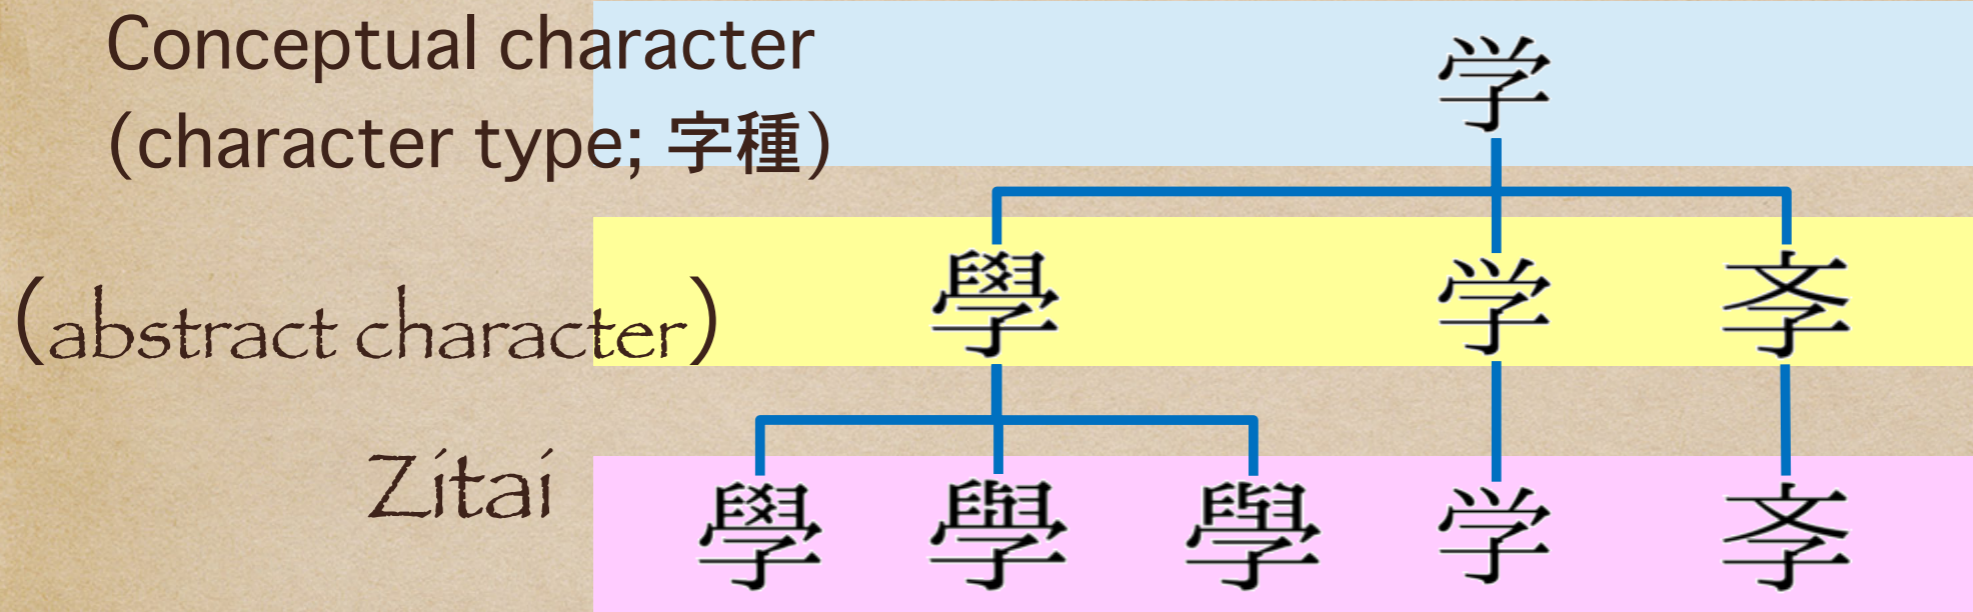 Conceptual character
(character type; 字種)
学
(abstract character)
學 学 斈
Zitai
學 學 學 学 斈